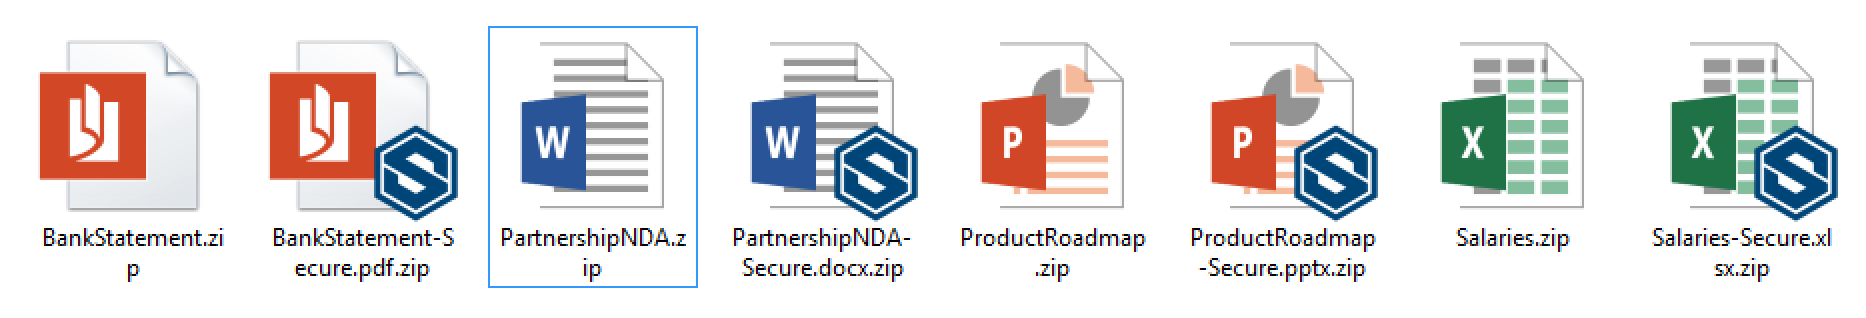 W
W
P
P
X
X
BankStatement.zi
p
BankStatement-S
ecure.pdf.zip
PartnershipNDA.z
ip
PartnershipNDA-
Secure.docx.zip
ProductRoadmap
.zip
ProductRoadmap
-Secure.pptx.zip
Salaries.zip
Salaries-Secure.xl
sx.zip